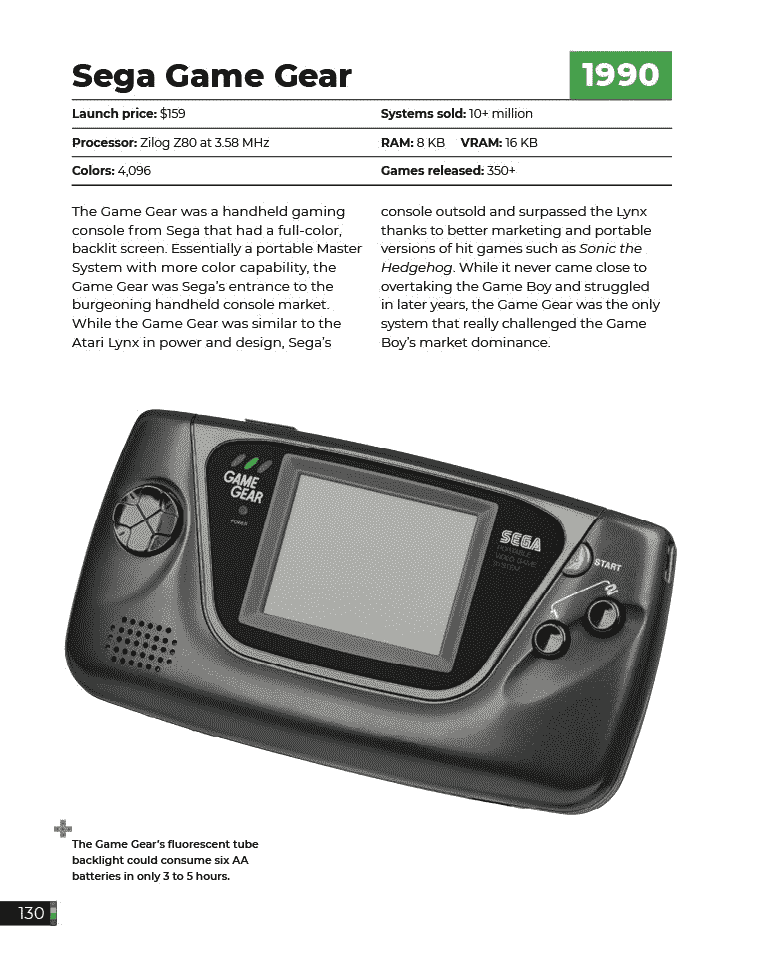 Sega Game Gear
1990
Launch price: $159
Systems sold: 10+ million
Processor: Zilog Z80 at 3.58 MHz
RAM: 8 KB VRAM: 16 KB
Colors: 4,096
Games released: 350+
The Game Gear was a handheld gaming
console from Sega that had a full-color,
backlit screen. Essentially a portable Master
System with more color capability, the
Game Gear was Sega’s entrance to the
burgeoning handheld console market.
While the Game Gear was similar to the
Atari Lynx in power and design, Sega’s
console outsold and surpassed the Lynx
thanks to better marketing and portable
versions of hit games such as Sonic the
Hedgehog. While it never came close to
overtaking the Game Boy and struggled
in later years, the Game Gear was the only
system that really challenged the Game
Boy’s market dominance.
GAME
GEAR
POWER
SEGA
PORTABLE
VIDEO GAME
SYSTEM
START
2
1
The Game Gear’s fluorescent tube
backlight could consume six AA
batteries in only 3 to 5 hours.
130